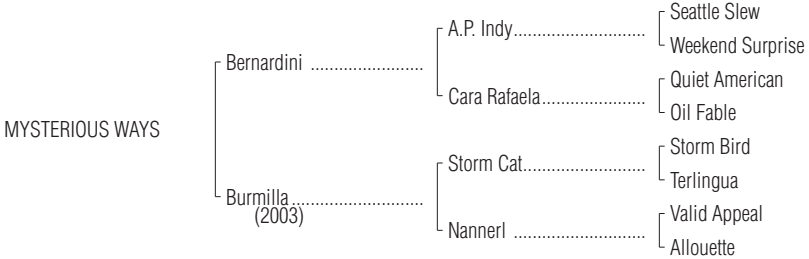 Seattle Slew
A.P. Indy..............................
Weekend Surprise
Bernardini .........................
Quiet American
Cara Rafaela........................
Oil Fable
MYSTERIOUS WAYS
Storm Bird
Storm Cat............................
Terlingua
Burmilla..............................
(2003)
Valid Appeal
Nannerl ..............................
Allouette